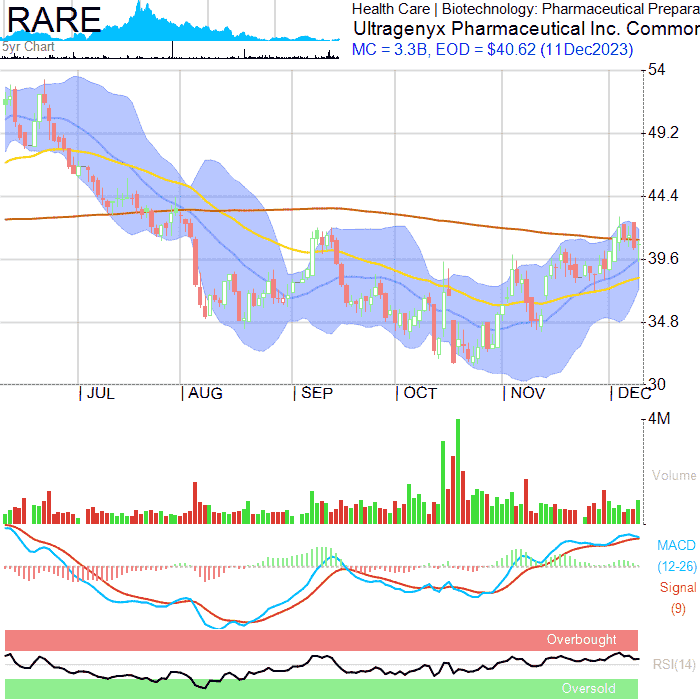 RARE
5yr Chart
Health Care | Biotechnology: Pharmaceutical Prepara
Ultragenyx Pharmaceutical Inc. Common
MC = 3.3B, EOD = $40.62 (11Dec2023)
54
49.2
44.4
39.6
34.8
30
| JUL | AUG | SEP | OCT | NOV | DEC
4M
Volume
MACD
(12-26)
Signal
(9)
Overbought
RSI(14)
Oversold